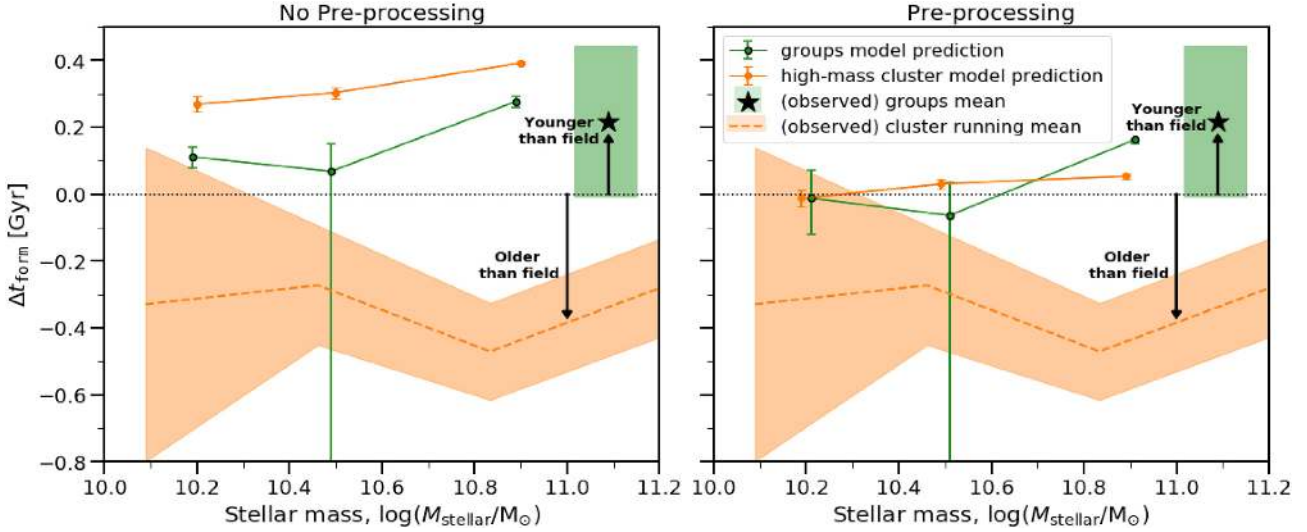 No Pre-processing
Pre-processing
0.4
0.2
0.0
−0.2
−0.4
−0.6
−0.8
Δt_form [Gyr]
Younger
than field
Older
than field
10.0 10.2 10.4 10.6 10.8 11.0 11.2
Stellar mass, log(M_stellar/M_⊙)
groups model prediction
high-mass cluster model prediction
(observed) groups mean
(observed) cluster running mean
Younger
than field
Older
than field
10.0 10.2 10.4 10.6 10.8 11.0 11.2
Stellar mass, log(M_stellar/M_⊙)